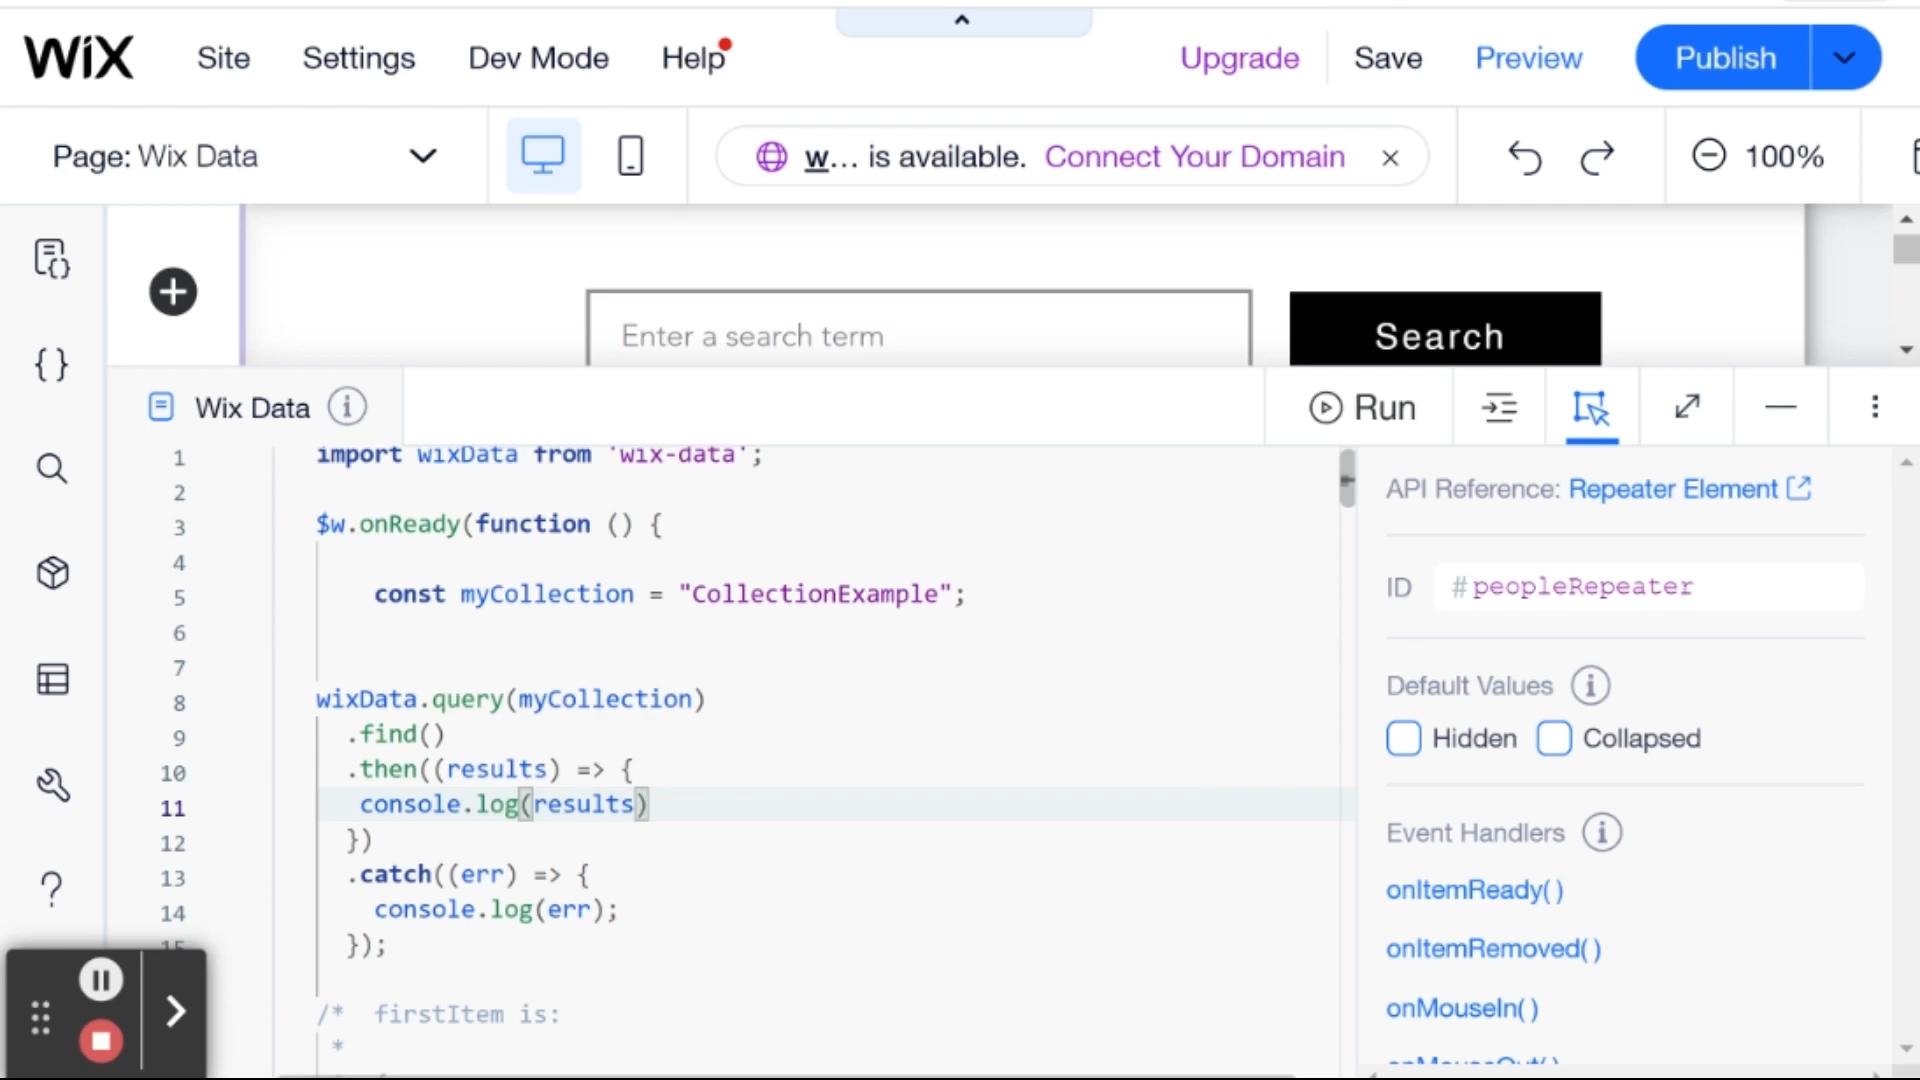 WiX Site Settings Dev Mode Help Upgrade Save Preview Publish
Page: Wix Data w... is available. Connect Your Domain × 100%
Enter a search term Search
Wix Data Run
1 import wixData from 'wix-data';
2
3 $w.onReady(function () {
4
5 const myCollection = "CollectionExample";
6
7
8 wixData.query(myCollection)
9 .find()
10 .then((results) => {
11 console.log(results)
12 })
13 .catch((err) => {
14 console.log(err);
15 });
/* firstItem is:
*
API Reference: Repeater Element
ID #peopleRepeater
Default Values
Hidden Collapsed
Event Handlers
onItemReady()
onItemRemoved()
onMouseIn()
onMouseOut()